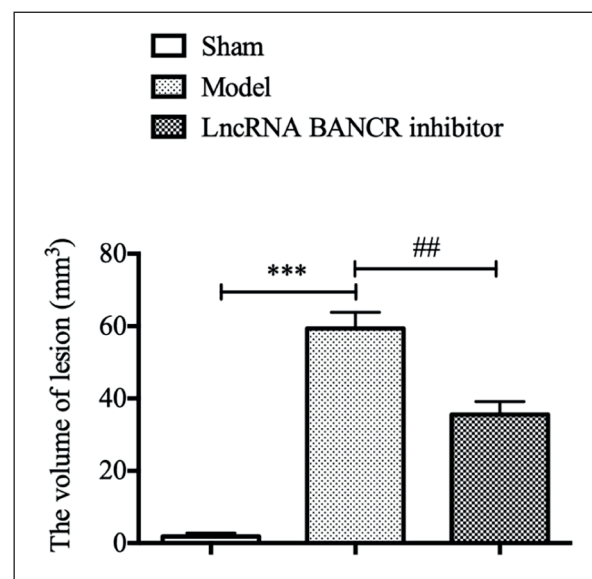 Sham
Model
LncRNA BANCR inhibitor
The volume of lesion (mm³)
80
60
40
20
0
***
##